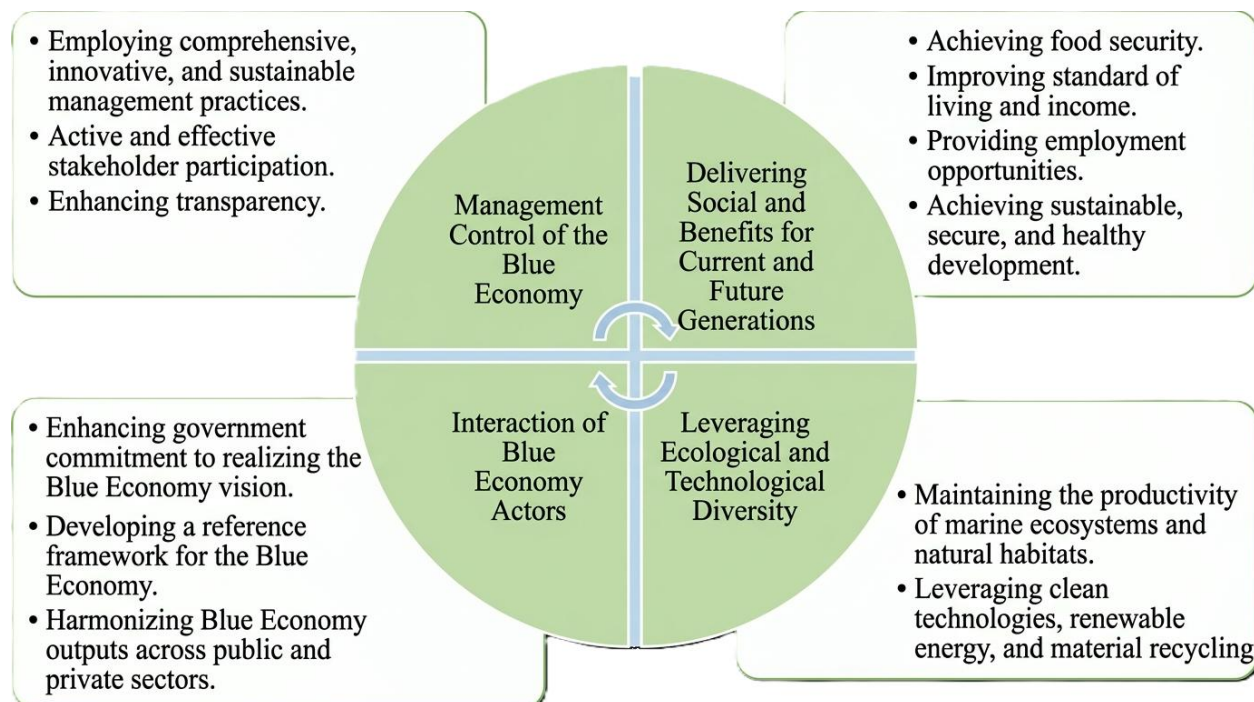 • Employing comprehensive,
innovative, and sustainable
management practices.
• Active and effective
stakeholder participation.
• Enhancing transparency.
• Achieving food security.
• Improving standard of
living and income.
• Providing employment
opportunities.
• Achieving sustainable,
secure, and healthy
development.
Management
Control of the
Blue
Economy
Delivering
Social and
Benefits for
Current and
Future
Generations
Interaction of
Blue
Economy
Actors
Leveraging
Ecological and
Technological
Diversity
• Enhancing government
commitment to realizing the
Blue Economy vision.
• Developing a reference
framework for the Blue
Economy.
• Harmonizing Blue Economy
outputs across public and
private sectors.
• Maintaining the productivity
of marine ecosystems and
natural habitats.
• Leveraging clean
technologies, renewable
energy, and material recycling